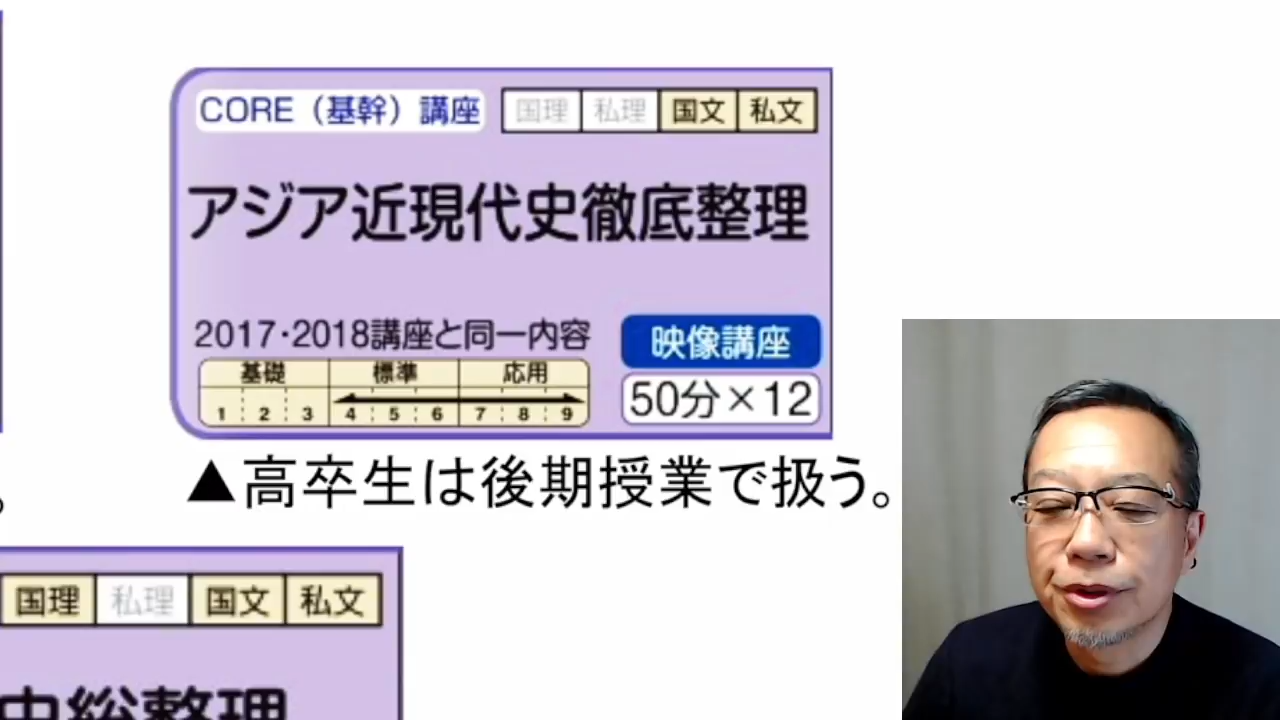 CORE（基幹）講座 国理 私理 国文 私文
アジア近現代史徹底整理
2017・2018講座と同一内容
映像講座
基礎 標準 応用
1 2 3 4 5 6 7 8 9
50分×12
▲高卒生は後期授業で扱う。
。
国理 私理 国文 私文
総整理